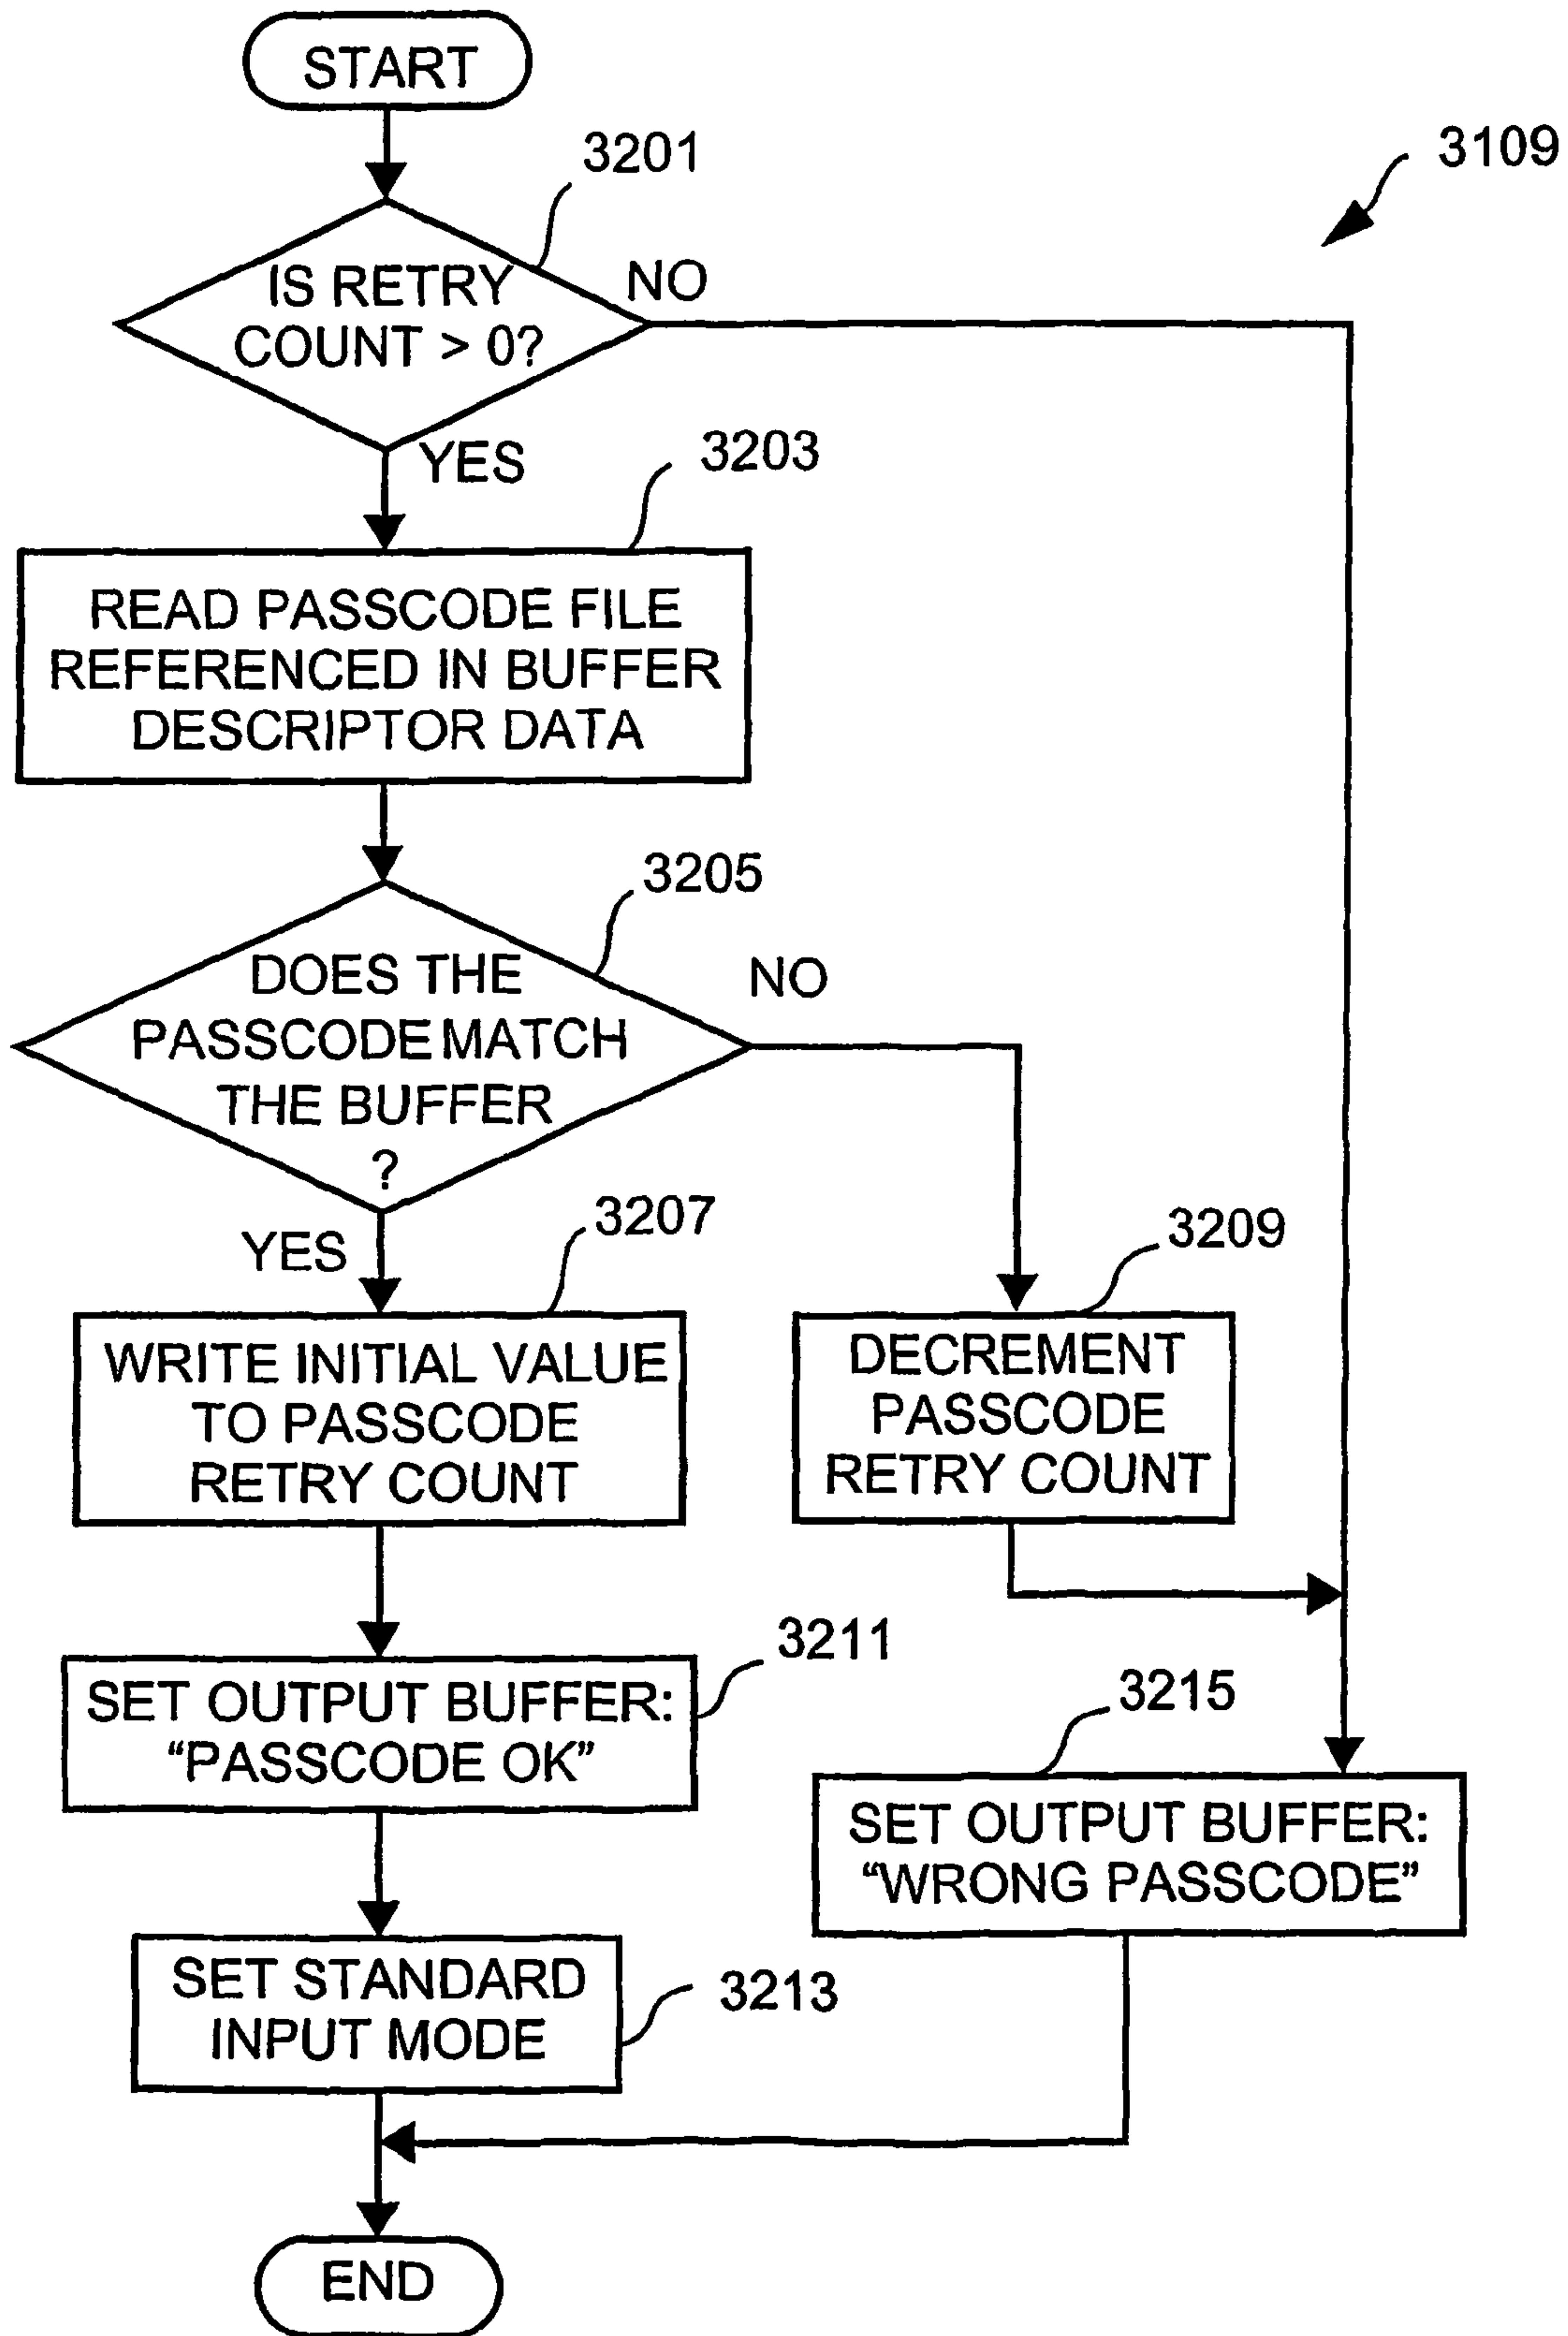 START
3201
3109
IS RETRY
COUNT > 0?
NO
YES
3203
READ PASSCODE FILE
REFERENCED IN BUFFER
DESCRIPTOR DATA
3205
DOES THE
PASSCODE MATCH
THE BUFFER
?
NO
YES
3207
3209
WRITE INITIAL VALUE
TO PASSCODE
RETRY COUNT
DECREMENT
PASSCODE
RETRY COUNT
3211
SET OUTPUT BUFFER:
“PASSCODE OK”
3215
SET OUTPUT BUFFER:
“WRONG PASSCODE”
SET STANDARD
INPUT MODE
3213
END